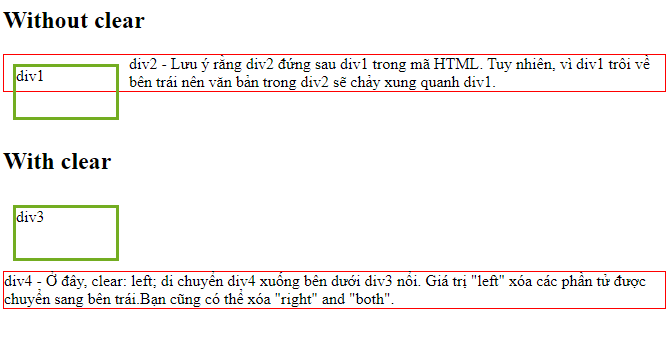 Without clear
div1
div2 - Lưu ý rằng div2 đứng sau div1 trong mã HTML. Tuy nhiên, vì div1 trôi về
bên trái nên văn bản trong div2 sẽ chảy xung quanh div1.
With clear
div3
div4 - Ở đây, clear: left; di chuyển div4 xuống bên dưới div3 nổi. Giá trị "left" xóa các phần tử được
chuyển sang bên trái.Bạn cũng có thể xóa "right" and "both".